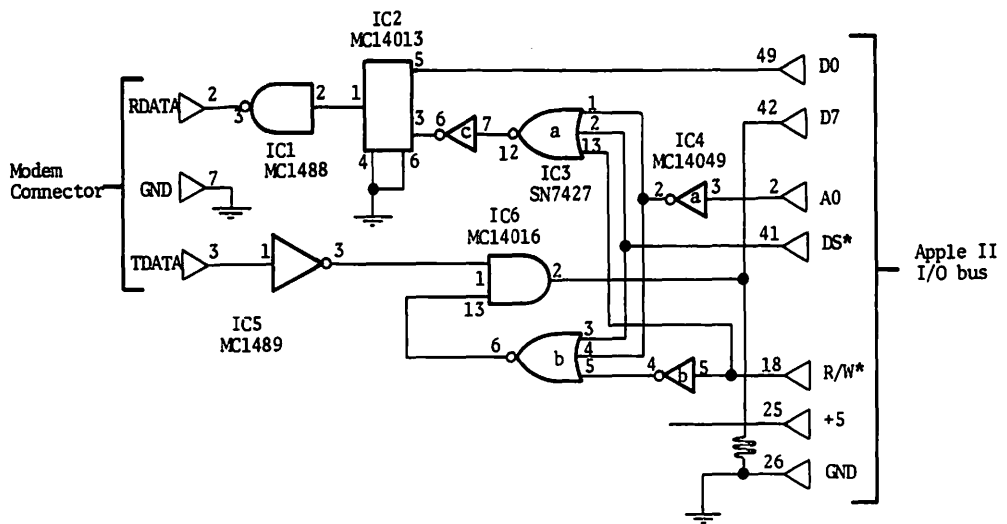 IC2
MC14013
5
49
D0
RDATA
2
3
2
1
IC1
MC1488
3
6
c
7
4
6
12
a
1
2
13
IC3
SN7427
42
D7
IC4
MC14049
2
a
3
2
A0
41
DS*
Modem
Connector
GND
7
IC6
MC14016
TDATA
3
1
3
IC5
MC1489
1
13
2
6
b
3
4
5
4
b
5
18
R/W*
25
+5
26
GND
Apple II
I/O bus